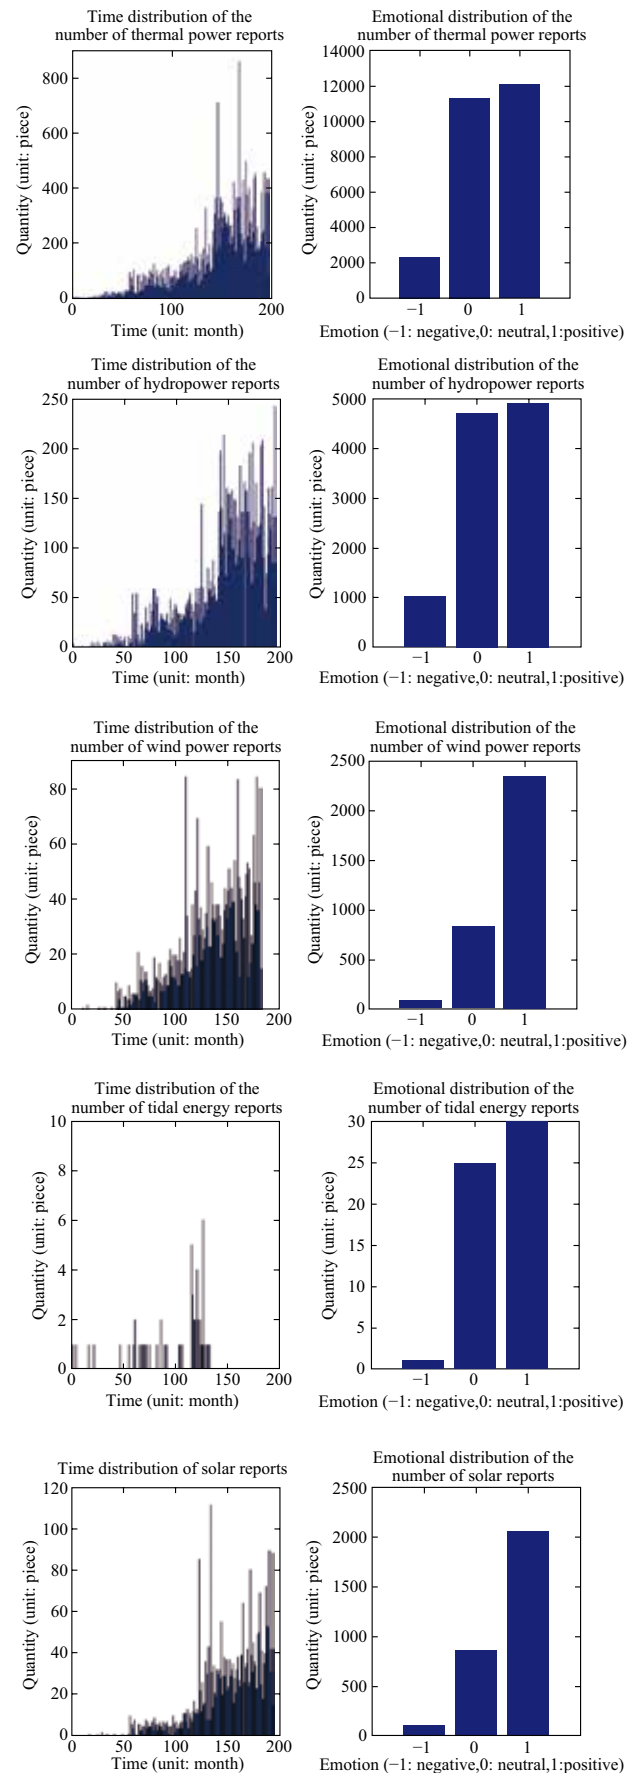 Time distribution of the
number of thermal power reports
Quantity (unit: piece)
800
600
400
200
0
0
100
200
Time (unit: month)
Emotional distribution of the
number of thermal power reports
Quantity (unit: piece)
14000
12000
10000
8000
6000
4000
2000
0
−1
0
1
Emotion (−1: negative,0: neutral,1:positive)
Time distribution of the
number of hydropower reports
Quantity (unit: piece)
250
200
150
100
50
0
0
50
100
150
200
Time (unit: month)
Emotional distribution of the
number of hydropower reports
Quantity (unit: piece)
5000
4000
3000
2000
1000
0
−1
0
1
Emotion (−1: negative,0: neutral,1:positive)
Time distribution of the
number of wind power reports
Quantity (unit: piece)
80
60
40
20
0
0
50
100
150
200
Time (unit: month)
Emotional distribution of the
number of wind power reports
Quantity (unit: piece)
2500
2000
1500
1000
500
0
−1
0
1
Emotion (−1: negative,0: neutral,1:positive)
Time distribution of the
number of tidal energy reports
Quantity (unit: piece)
10
8
6
4
2
0
0
50
100
150
200
Time (unit: month)
Emotional distribution of the
number of tidal energy reports
Quantity (unit: piece)
30
25
20
15
10
5
0
−1
0
1
Emotion (−1: negative,0: neutral,1:positive)
Time distribution of solar reports
Quantity (unit: piece)
120
100
80
60
40
20
0
0
50
100
150
200
Time (unit: month)
Emotional distribution of the
number of solar reports
Quantity (unit: piece)
2500
2000
1500
1000
500
0
−1
0
1
Emotion (−1: negative,0: neutral,1:positive)